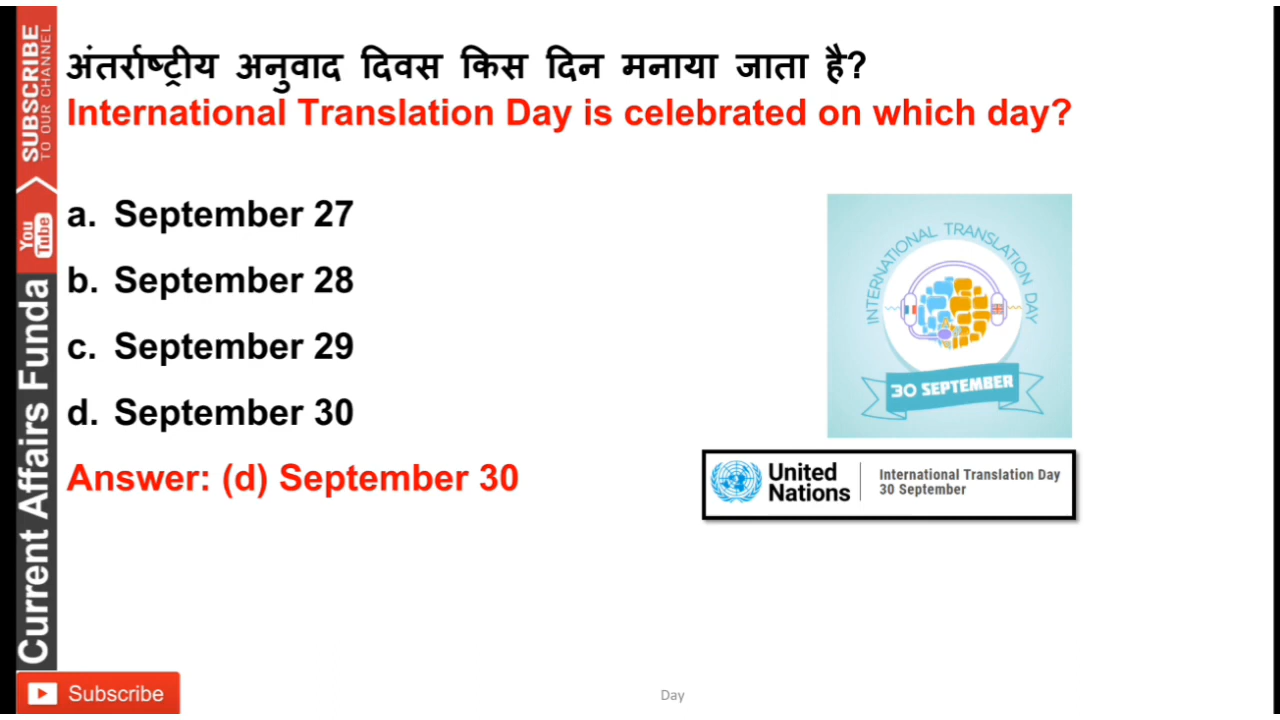 SUBSCRIBE
TO OUR CHANNEL
You
Tube
Current Affairs Funda
अंतर्राष्ट्रीय अनुवाद दिवस किस दिन मनाया जाता है?
International Translation Day is celebrated on which day?
a. September 27
b. September 28
c. September 29
d. September 30
Answer: (d) September 30
INTERNATIONAL TRANSLATION DAY
30 SEPTEMBER
United
Nations
International Translation Day
30 September
Subscribe
Day